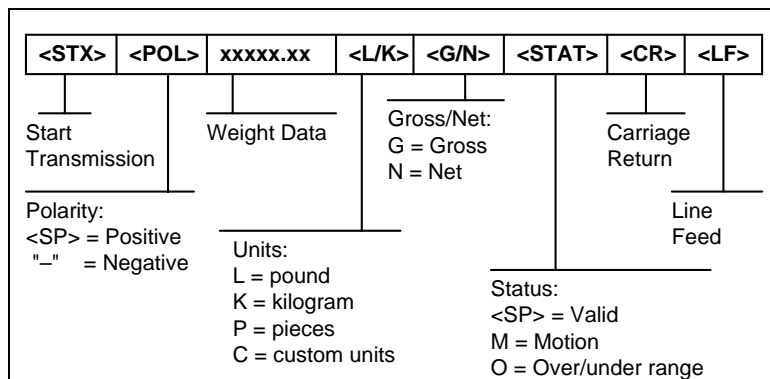 <STX> <POL> xxxxx.xx <L/K> <G/N> <STAT> <CR> <LF>
Start
Transmission
Weight Data
Gross/Net:
G = Gross
N = Net
Carriage
Return
Polarity:
<SP> = Positive
"–" = Negative
Units:
L = pound
K = kilogram
P = pieces
C = custom units
Line
Feed
Status:
<SP> = Valid
M = Motion
O = Over/under range